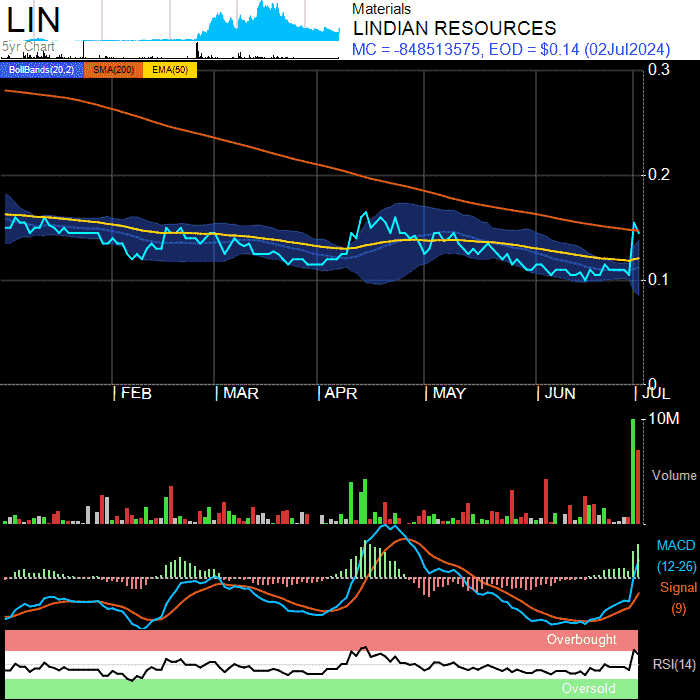 LIN
5yr Chart
Materials
LINDIAN RESOURCES
MC = -848513575, EOD = $0.14 (02Jul2024)
BollBands(20,2) SMA(200) EMA(50)
0.3
0.2
0.1
0
FEB MAR APR MAY JUN JUL
10M
Volume
MACD
(12-26)
Signal
(9)
Overbought
RSI(14)
Oversold